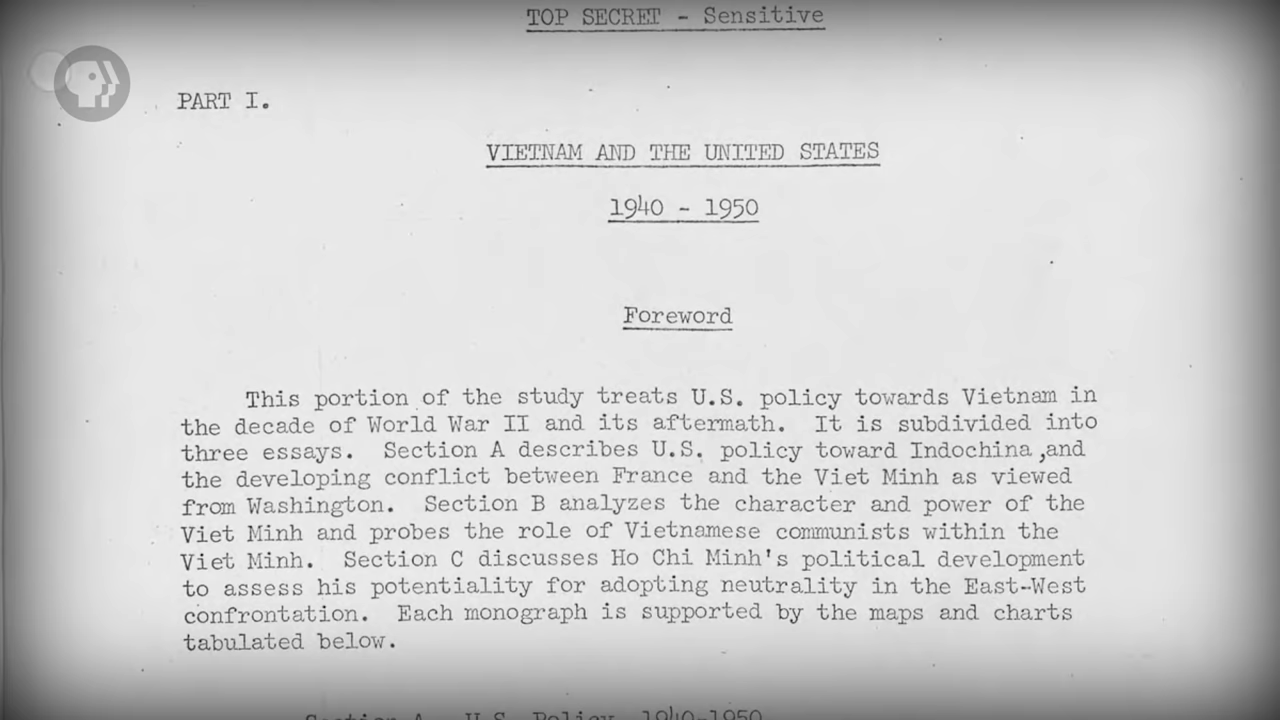 TOP SECRET - Sensitive
PART I.
VIETNAM AND THE UNITED STATES
1940 - 1950
Foreword
This portion of the study treats U.S. policy towards Vietnam in
the decade of World War II and its aftermath. It is subdivided into
three essays. Section A describes U.S. policy toward Indochina ,and
the developing conflict between France and the Viet Minh as viewed
from Washington. Section B analyzes the character and power of the
Viet Minh and probes the role of Vietnamese communists within the
Viet Minh. Section C discusses Ho Chi Minh's political development
to assess his potentiality for adopting neutrality in the East-West
confrontation. Each monograph is supported by the maps and charts
tabulated below.
Section A. U.S. Policy, 1940-1950